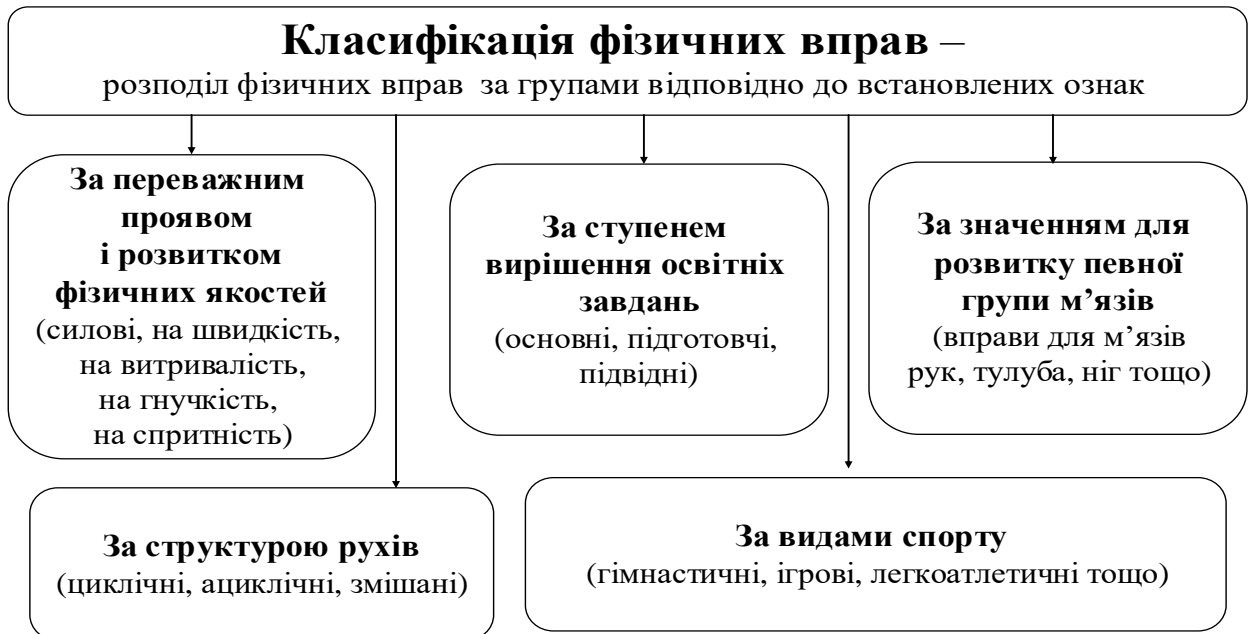 Класифікація фізичних вправ –
розподіл фізичних вправ за групами відповідно до встановлених ознак
За переважним
проявом
і розвитком
фізичних якостей
(силові, на швидкість,
на витривалість,
на гнучкість,
на спритність)
За ступенем
вирішення освітніх
завдань
(основні, підготовчі,
підвідні)
За значенням для
розвитку певної
групи м’язів
(вправи для м’язів
рук, тулуба, ніг тощо)
За структурою рухів
(циклічні, ациклічні, змішані)
За видами спорту
(гімнастичні, ігрові, легкоатлетичні тощо)